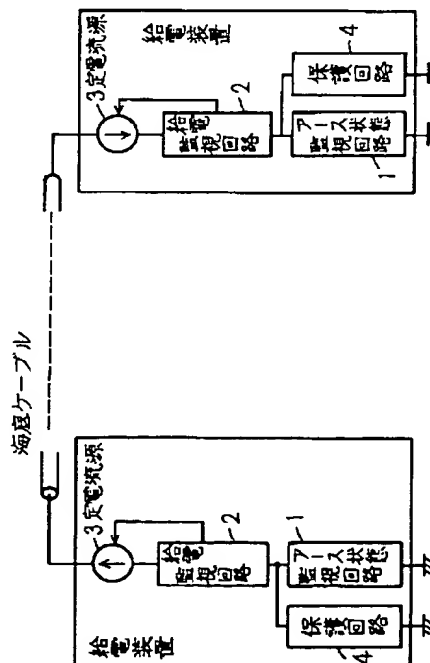 海底ケーブル
給電装置
3定電流源
2
給電
監視回路
1
アース状態
監視回路
保護回路
4
給電装置
3定電流源
2
給電
監視回路
4
保護回路
アース状態
監視回路
1